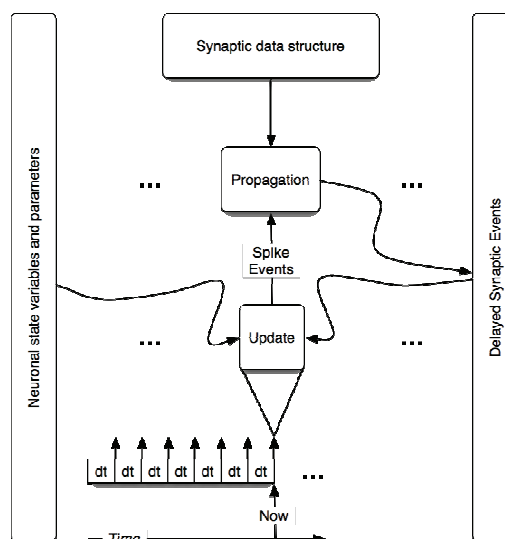 Synaptic data structure
Neuronal state variables and parameters
Propagation
...
...
Spike
Events
Delayed Synaptic Events
Update
...
...
dt dt dt dt dt dt dt
...
Now
Time